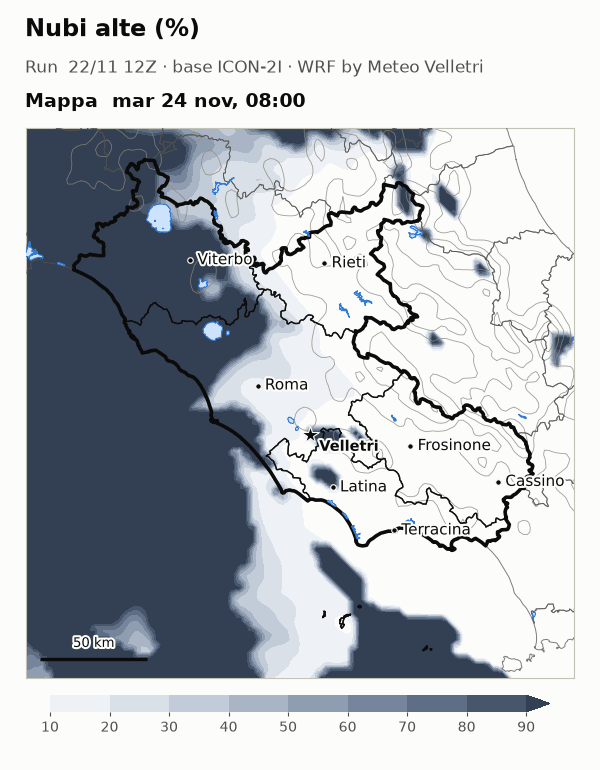 Nubi alte (%)
Run  22/11 12Z · base ICON-2I · WRF by Meteo Velletri
Mappa  mar 24 nov, 08:00
Viterbo
Rieti
Roma
Velletri
Frosinone
Latina
Cassino
Terracina
50 km
10 20 30 40 50 60 70 80 90